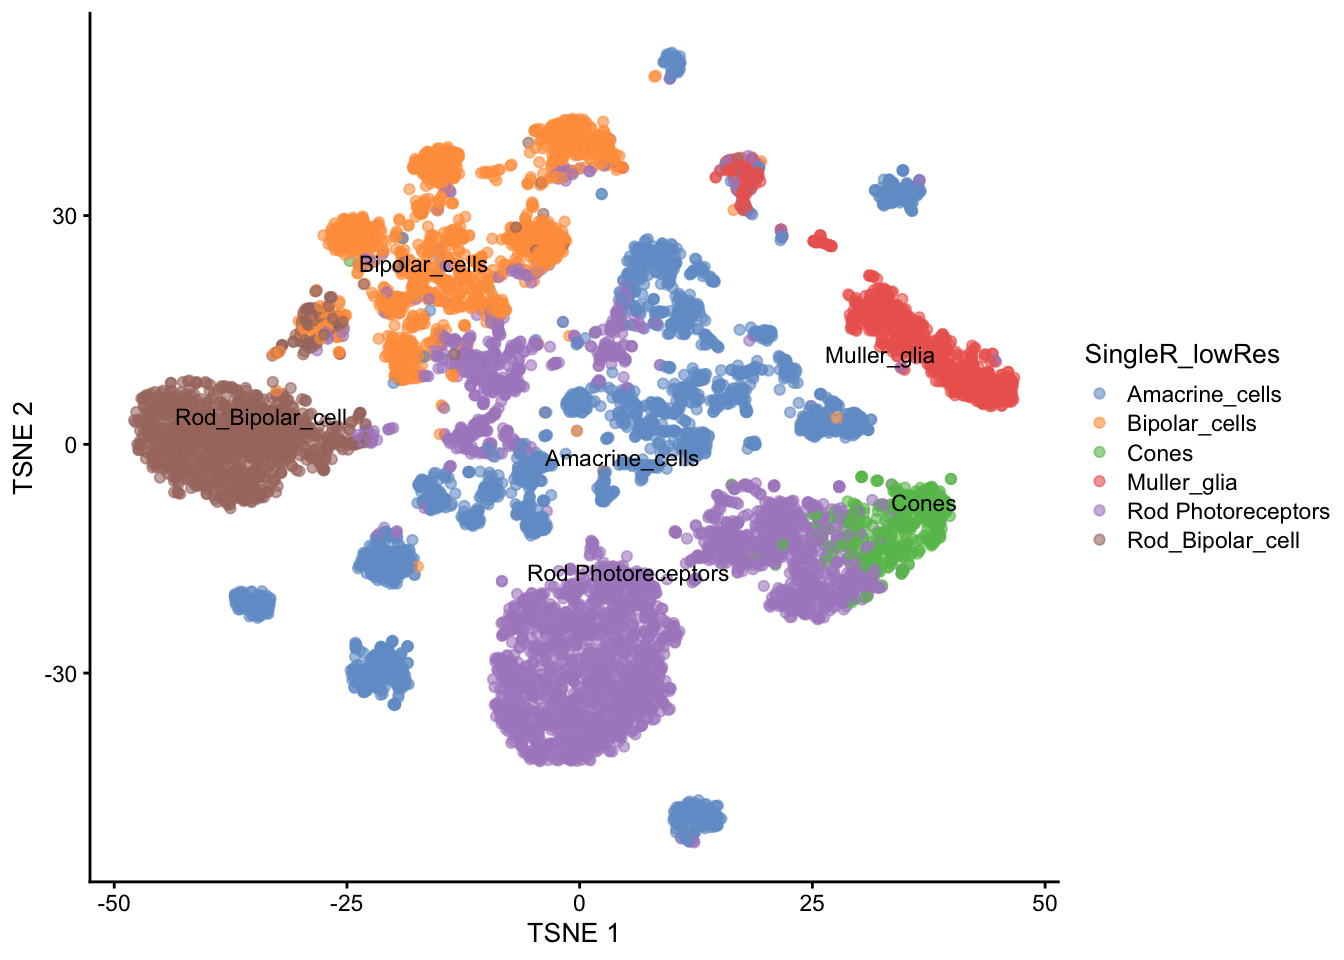 TSNE 2
30
0
-30
Bipolar_cells
Muller_glia
Rod_Bipolar_cell
Amacrine_cells
Cones
Rod Photoreceptors
-50
-25
0
25
50
TSNE 1
SingleR_lowRes
Amacrine_cells
Bipolar_cells
Cones
Muller_glia
Rod Photoreceptors
Rod_Bipolar_cell